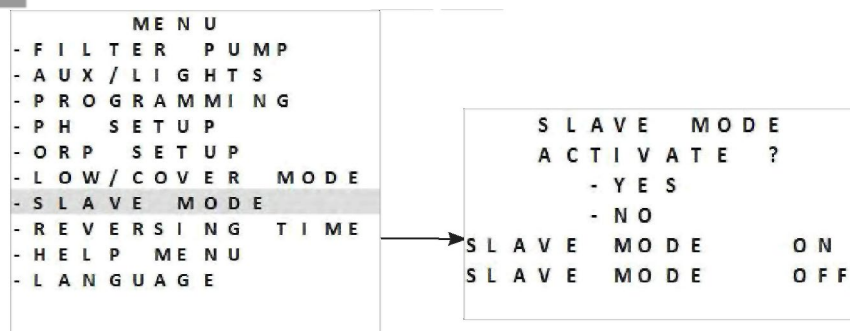 MENU
- FILTER PUMP
- AUX/LIGHTS
- PROGRAMMING
- PH SETUP
- ORP SETUP
- LOW/COVER MODE
- SLAVE MODE
- REVERSING TIME
- HELP MENU
- LANGUAGE
SLAVE MODE
ACTIVATE ?
- YES
- NO
SLAVE MODE ON
SLAVE MODE OFF